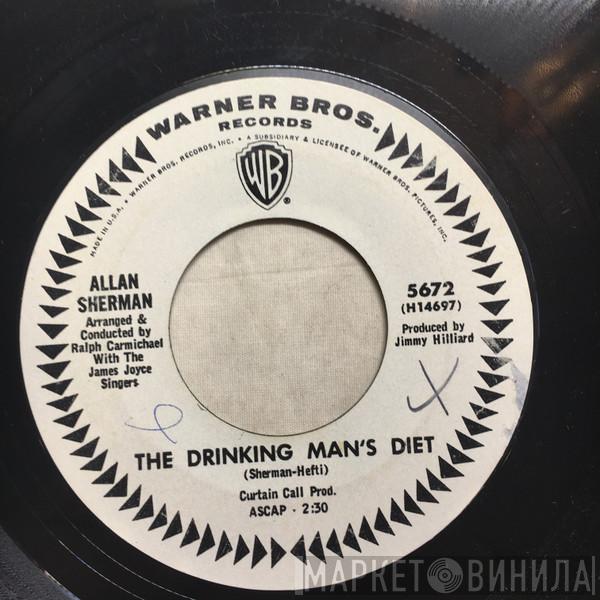 WARNER BROS.
RECORDS
MADE IN U.S.A. • WARNER BROS. RECORDS, INC. • A SUBSIDIARY & LICENSEE OF WARNER BROS. PICTURES, INC.
WB
®
ALLAN
SHERMAN
Arranged &
Conducted by
Ralph Carmichael
With The
James Joyce
Singers
5672
(H14697)
Produced by
Jimmy Hilliard
THE DRINKING MAN'S DIET
(Sherman-Hefti)
Curtain Call Prod.
ASCAP · 2:30
МАРКЕТ ВИНИЛА